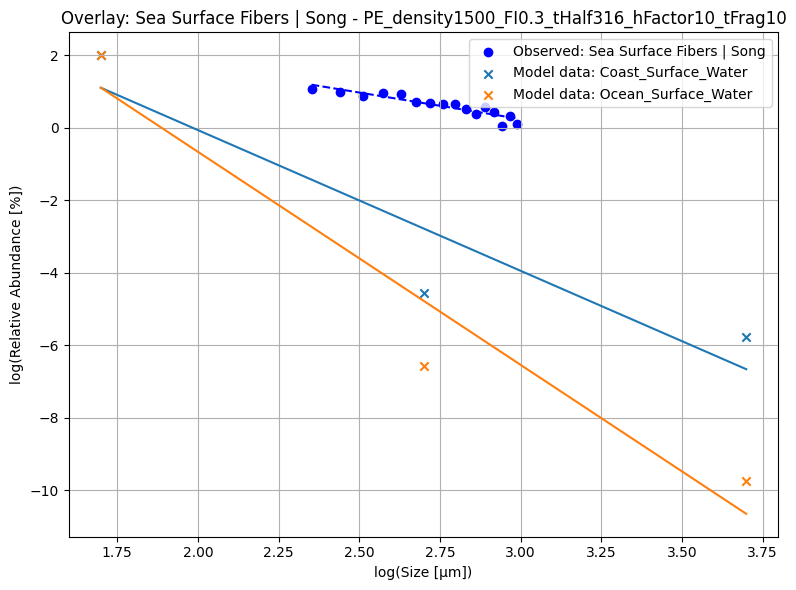 Overlay: Sea Surface Fibers | Song - PE_density1500_FI0.3_tHalf316_hFactor10_tFrag10
Observed: Sea Surface Fibers | Song
Model data: Coast_Surface_Water
Model data: Ocean_Surface_Water
log(Relative Abundance [%])
2
0
−2
−4
−6
−8
−10
1.75 2.00 2.25 2.50 2.75 3.00 3.25 3.50 3.75
log(Size [µm])